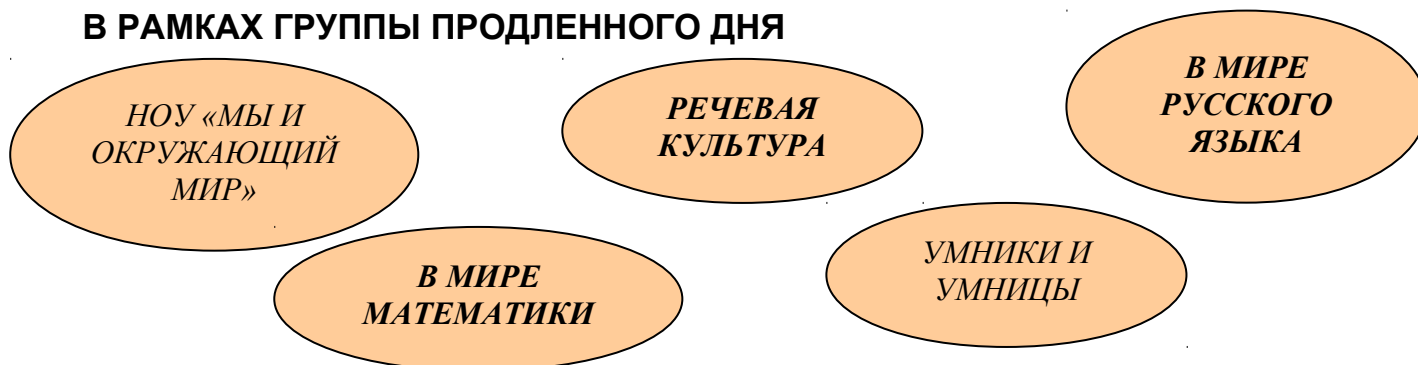 В РАМКАХ ГРУППЫ ПРОДЛЕННОГО ДНЯ
НОУ «МЫ И
ОКРУЖАЮЩИЙ
МИР»
РЕЧЕВАЯ
КУЛЬТУРА
В МИРЕ
РУССКОГО
ЯЗЫКА
В МИРЕ
МАТЕМАТИКИ
УМНИКИ И
УМНИЦЫ